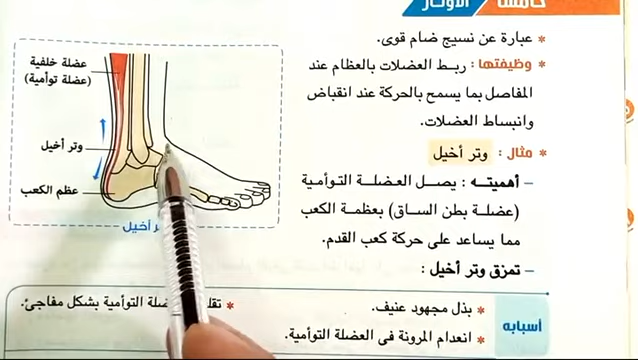 خامسًا الأوتار
* عبارة عن نسيج ضام قوى.
* وظيفتها : ربط العضلات بالعظام عند
المفاصل بما يسمح بالحركة عند انقباض
وانبساط العضلات.
* مثال : وتر أخيل
– أهميته : يصل العضلة التوأمية
(عضلة بطن الساق) بعظمة الكعب
مما يساعد على حركة كعب القدم.
– تمزق وتر أخيل :
أسبابه
* بذل مجهود عنيف.
* انعدام المرونة فى العضلة التوأمية.
* العضلة التوأمية بشكل مفاجئ.
عضلة خلفية
(عضلة توأمية)
وتر أخيل
عظم الكعب
أخيل